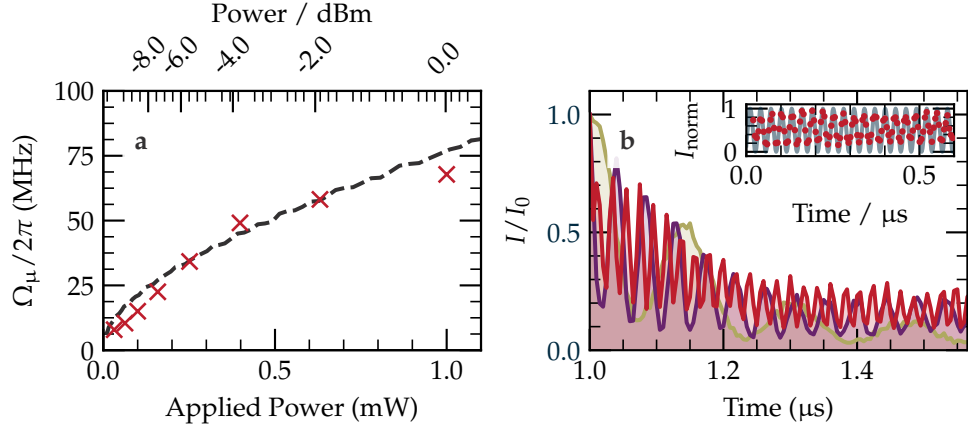 Power / dBm
-8.0 -6.0 -4.0 -2.0 0.0
100
75
50
25
0
Ω_μ / 2π (MHz)
a
0.0 0.5 1.0
Applied Power (mW)
1.0
0.5
0.0
I / I_0
b
I_norm
1
0
0.0 0.5
Time / μs
1.0 1.2 1.4
Time (μs)